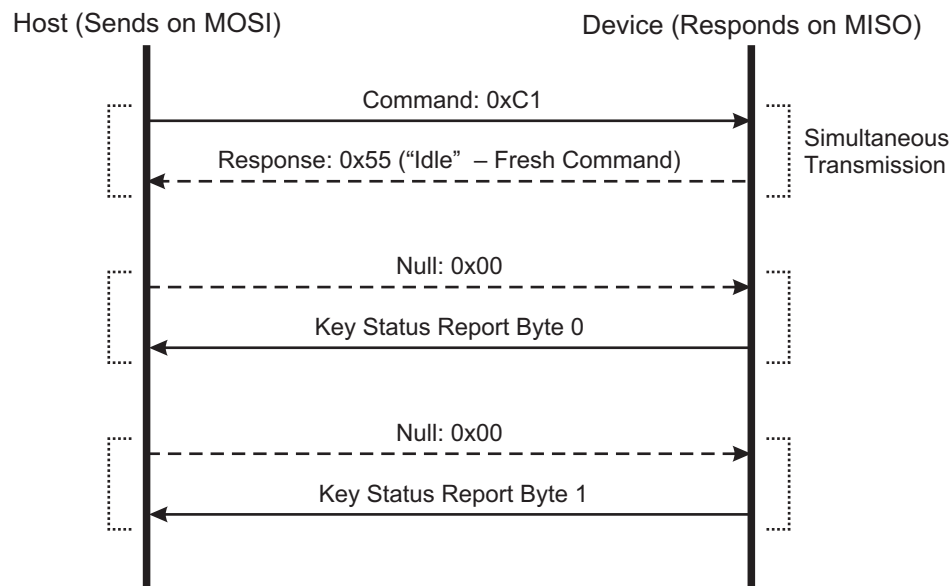 Host (Sends on MOSI)
Device (Responds on MISO)
Command: 0xC1
Response: 0x55 (“Idle” – Fresh Command)
Simultaneous
Transmission
Null: 0x00
Key Status Report Byte 0
Null: 0x00
Key Status Report Byte 1